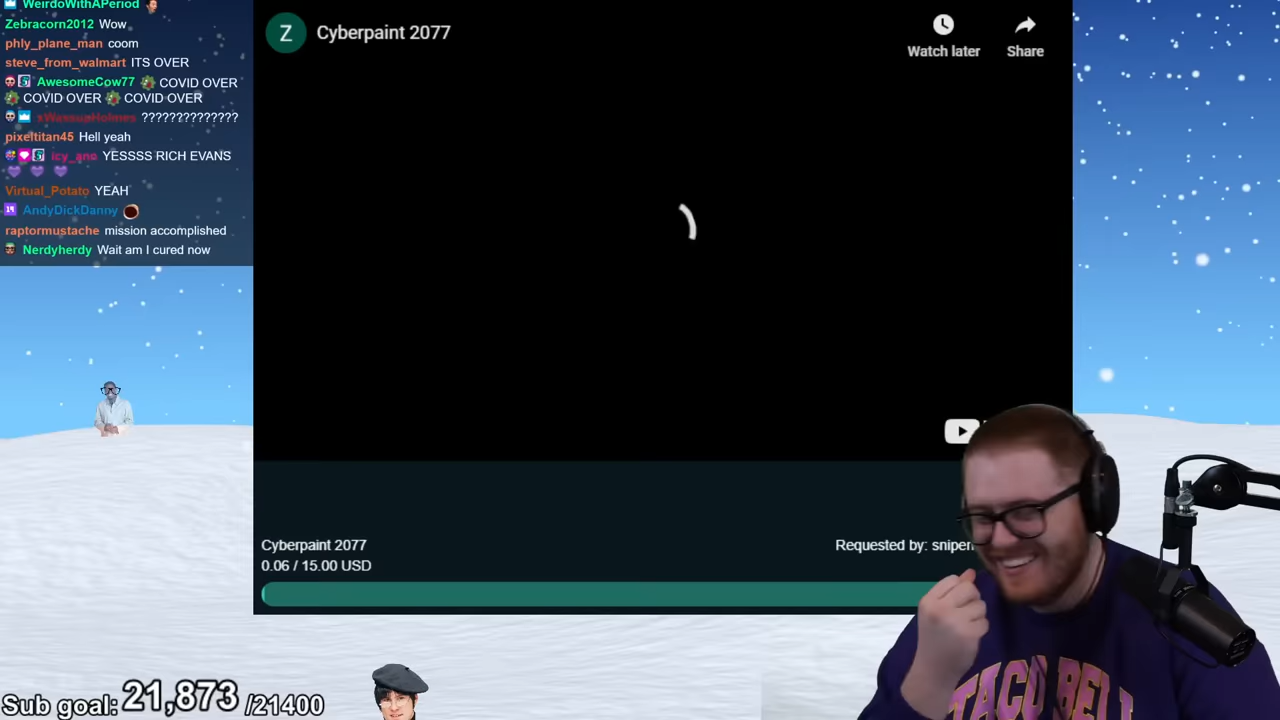 WeirdoWithAPeriod
Zebracorn2012 Wow
phly_plane_man coom
steve_from_walmart ITS OVER
AwesomeCow77 COVID OVER
COVID OVER COVID OVER
??????????????
pixeltitan45 Hell yeah
icy_ano YESSSS RICH EVANS
Virtual_Potato YEAH
AndyDickDanny
raptormustache mission accomplished
Nerdyherdy Wait am I cured now
Z Cyberpaint 2077
Watch later
Share
Cyberpaint 2077
Requested by:
0.06 / 15.00 USD
TACO BELL
Sub goal: 21,873 /21400